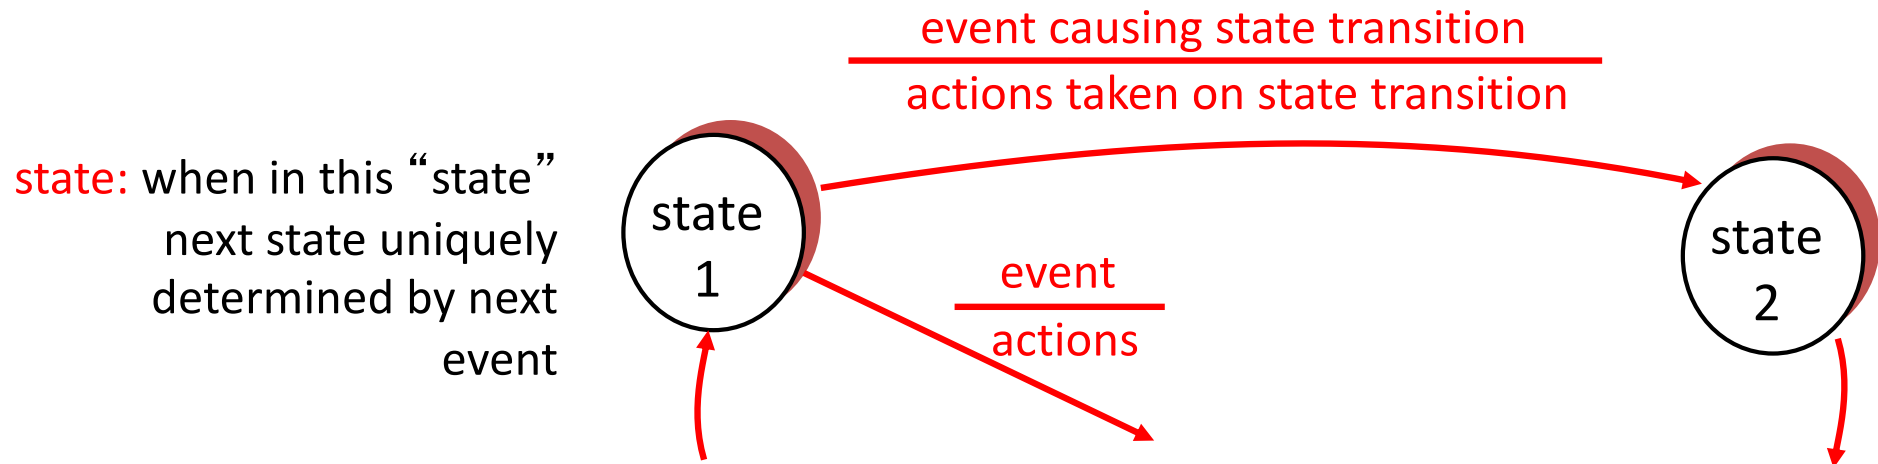 event causing state transition
actions taken on state transition
state: when in this “state”
next state uniquely
determined by next
event
state
1
event
actions
state
2